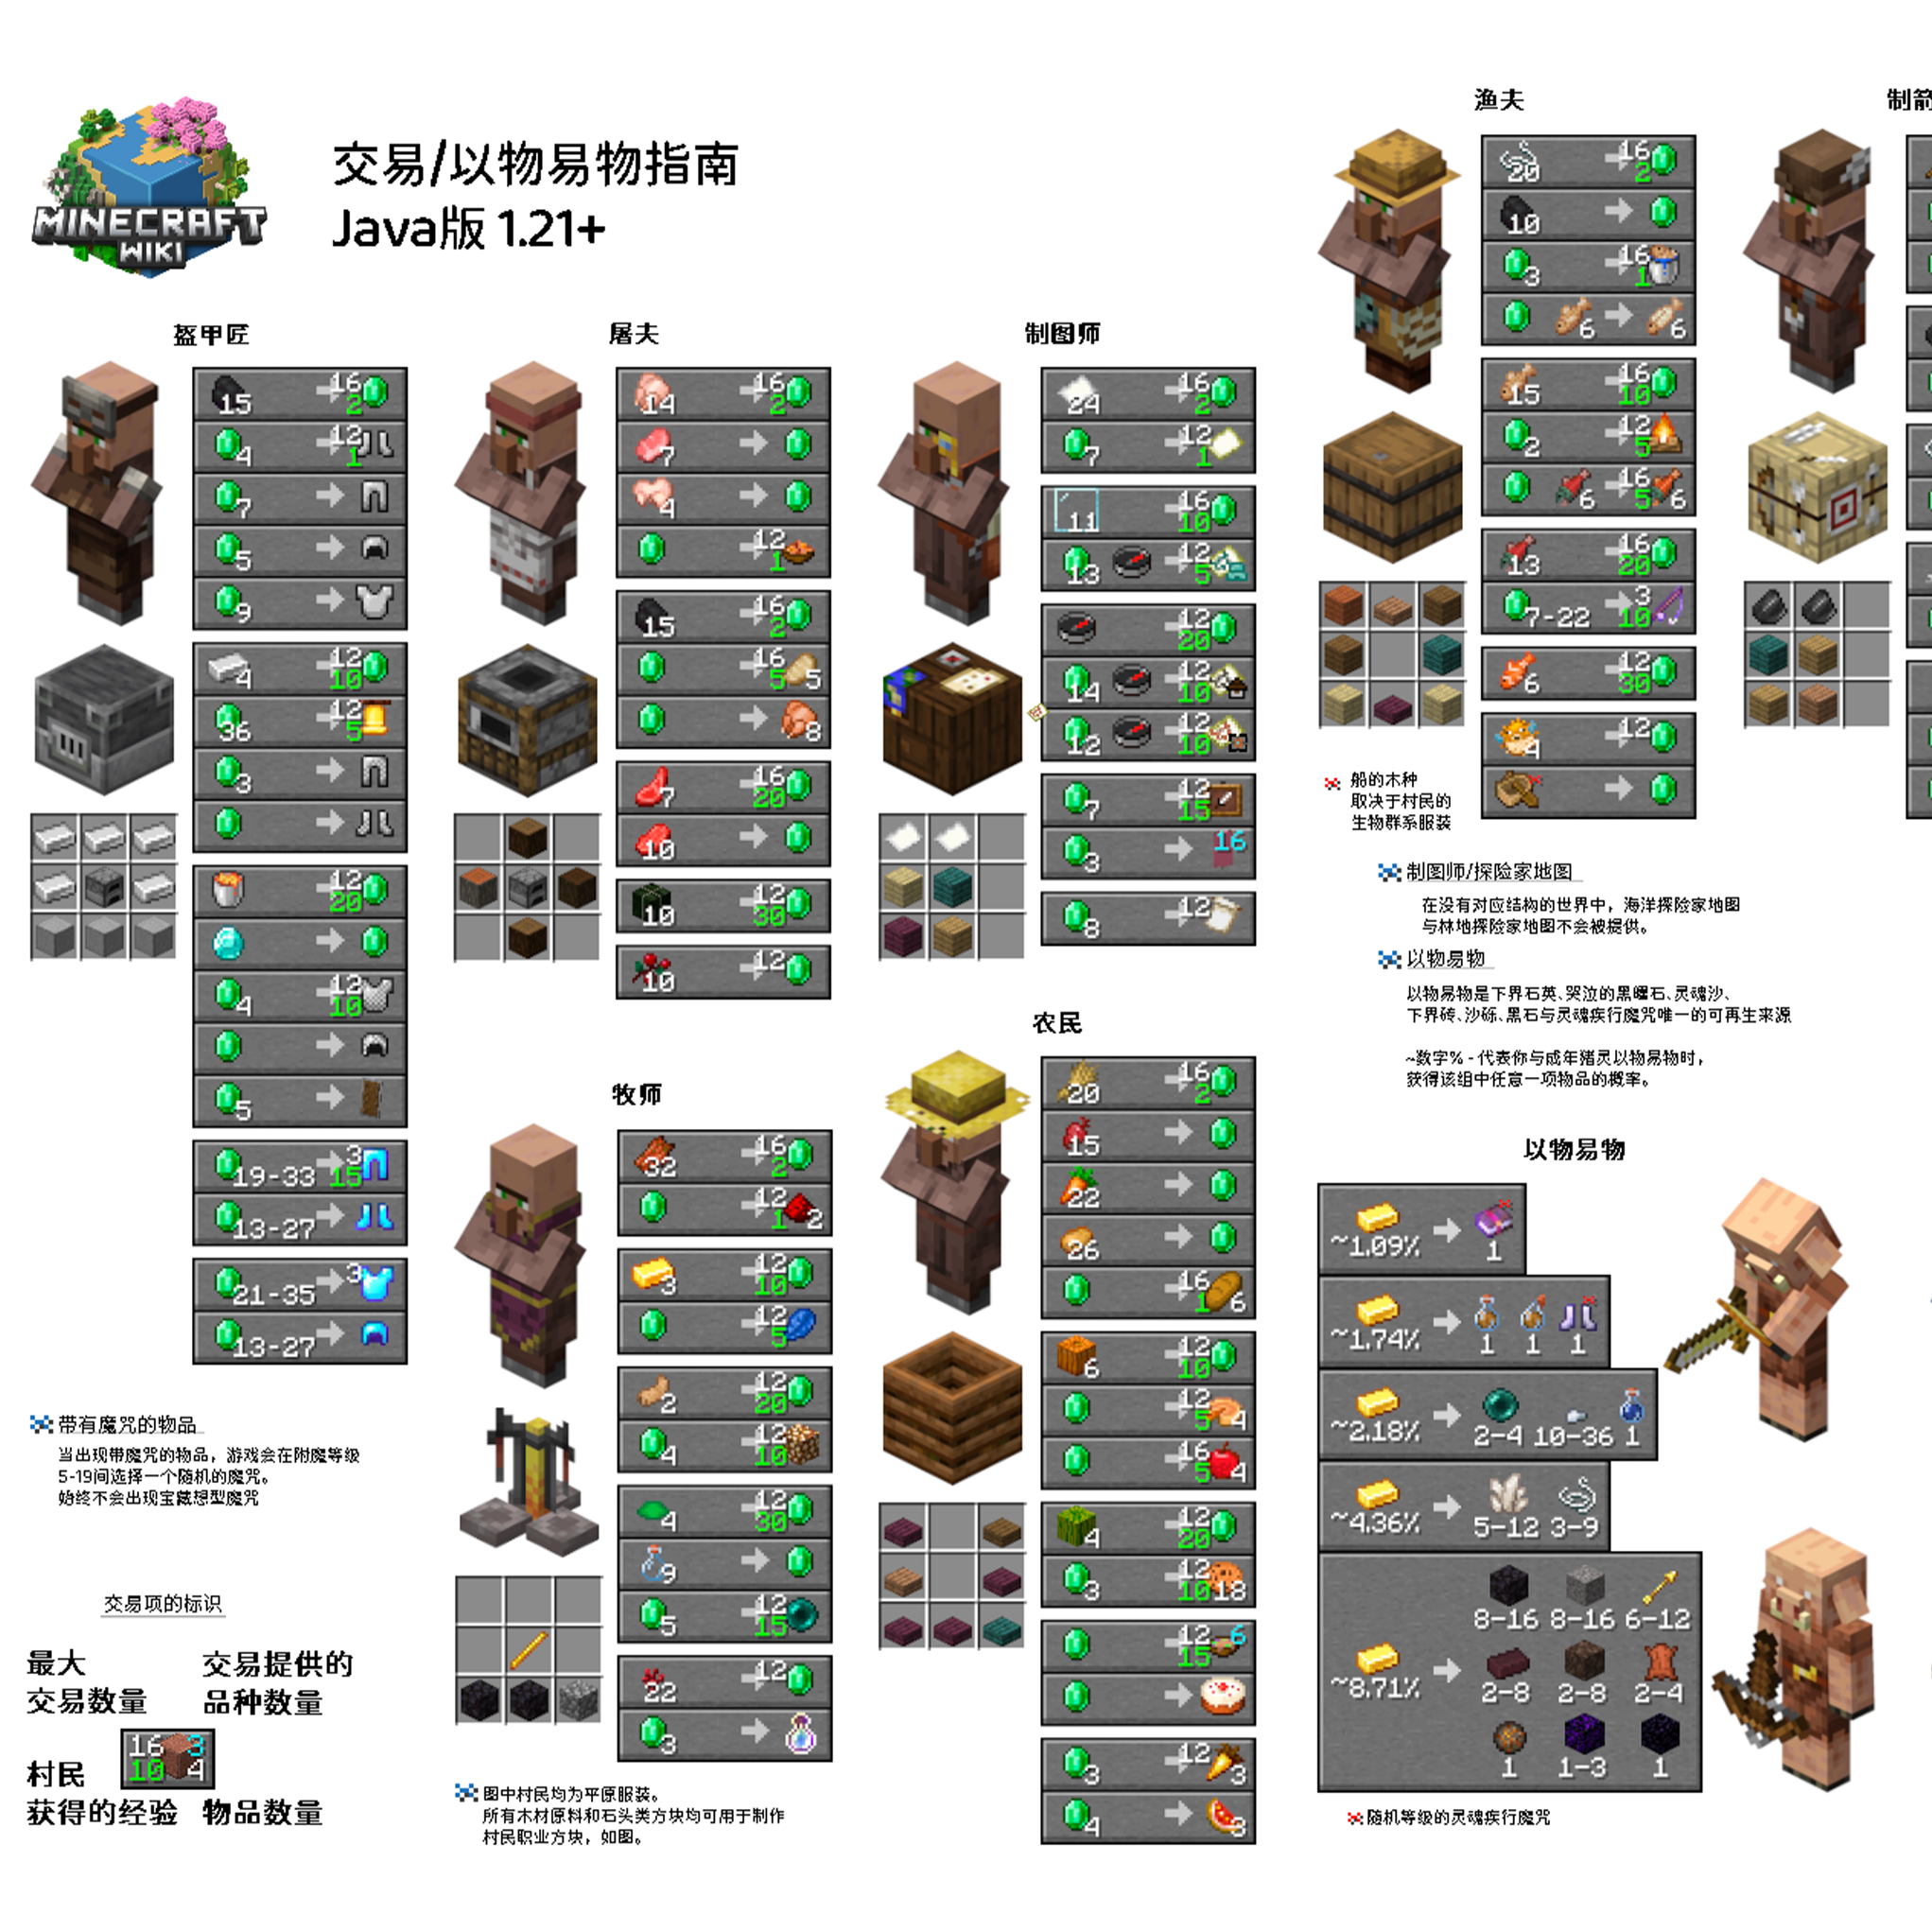 MINECRAFT
WIKI
交易/以物易物指南
Java版 1.21+
盔甲匠
15 16 2
4 12 1
7
5
9
4 12 10
36 12 5
3
12 20
4 12 10
5
19-33 3 15
13-27
21-35 3
13-27
带有魔咒的物品
当出现带魔咒的物品，游戏会在附魔等级
5-19间选择一个随机的魔咒。
始终不会出现宝藏想型魔咒
交易项的标识
最大
交易数量
交易提供的
品种数量
16 3
10 4
村民
获得的经验
物品数量
屠夫
14 16 2
7
4
12 1
15 16 2
16 5 5
8
7 16 20
10
10 12 30
10 12
牧师
32 16 2
12 1 2
3 12 10
12 5
2 12 20
4 12 10
4 12 30
9
5 12 15
22 12
3
图中村民均为平原服装。
所有木材原料和石头类方块均可用于制作
村民职业方块，如图。
制图师
24 16 2
7 12 1
11 16 10
13 12 5
12 20
14 12 10
12 12 10
7 12 15
3 16
8 12
农民
20 16 2
15
22
26
16 1 6
6 12 10
12 5 4
16 5 4
4 12 20
3 12 10 18
12 15 6
3 12 3
4 3
渔夫
20 16 2
10
3 16 1
6 6
15 16 10
2 12 5
6 16 5 6
13 16 20
7-22 3 10
6 12 30
4 12
船的木种
取决于村民的
生物群系服装
制图师/探险家地图
在没有对应结构的世界中，海洋探险家地图
与林地探险家地图不会被提供。
以物易物
以物易物是下界石英、哭泣的黑曜石、灵魂沙、
下界砖、沙砾、黑石与灵魂疾行魔咒唯一的可再生来源
~数字% - 代表你与成年猪灵以物易物时，
获得该组中任意一项物品的概率。
以物易物
~1.09% 1
~1.74% 1 1 1
~2.18% 2-4 10-36 1
~4.36% 5-12 3-9
8-16 8-16 6-12
~8.71% 2-8 2-8 2-4
1 1-3 1
随机等级的灵魂疾行魔咒
制箭